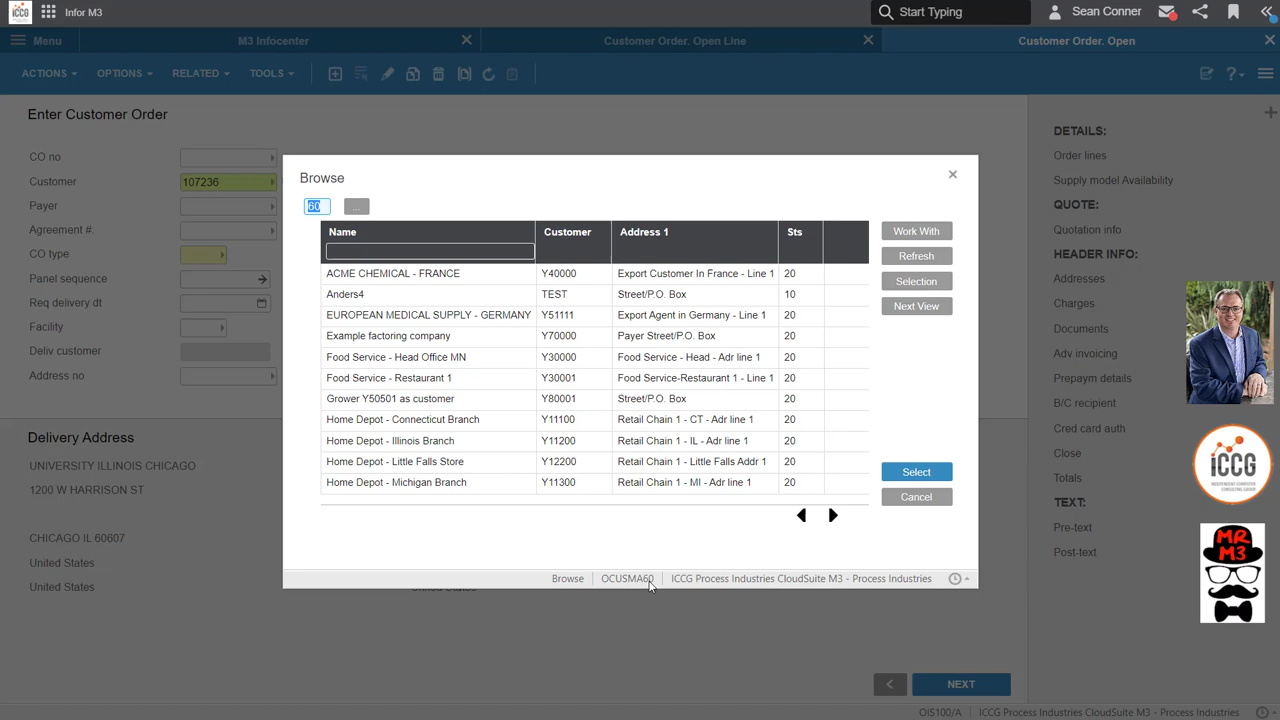 ICCG
Infor M3
Start Typing
Sean Conner
Menu
M3 Infocenter
Customer Order. Open Line
Customer Order. Open
ACTIONS
OPTIONS
RELATED
TOOLS
?
Enter Customer Order
CO no
Customer 107236
Payer
Agreement #:
CO type
Panel sequence
Req delivery dt
Facility
Deliv customer
Address no
Delivery Address
UNIVERSITY ILLINOIS CHICAGO
1200 W HARRISON ST
CHICAGO IL 60607
United States
United States
United States
Browse
60 ...
Name Customer Address 1 Sts
ACME CHEMICAL - FRANCE Y40000 Export Customer In France - Line 1 20
Anders4 TEST Street/P.O. Box 10
EUROPEAN MEDICAL SUPPLY - GERMANY Y51111 Export Agent in Germany - Line 1 20
Example factoring company Y70000 Payer Street/P.O. Box 20
Food Service - Head Office MN Y30000 Food Service - Head - Adr line 1 20
Food Service - Restaurant 1 Y30001 Food Service-Restaurant 1 - Line 1 20
Grower Y50501 as customer Y80001 Street/P.O. Box 20
Home Depot - Connecticut Branch Y11100 Retail Chain 1 - CT - Adr line 1 20
Home Depot - Illinois Branch Y11200 Retail Chain 1 - IL - Adr line 1 20
Home Depot - Little Falls Store Y12200 Retail Chain 1 - Little Falls Addr 1 20
Home Depot - Michigan Branch Y11300 Retail Chain 1 - MI - Adr line 1 20
Work With
Refresh
Selection
Next View
Select
Cancel
Browse OCUSMA60 ICCG Process Industries CloudSuite M3 - Process Industries
DETAILS:
Order lines
Supply model Availability
QUOTE:
Quotation info
HEADER INFO:
Addresses
Charges
Documents
Adv invoicing
Prepaym details
B/C recipient
Cred card auth
Close
Totals
TEXT:
Pre-text
Post-text
iCCG
INDEPENDENT COMPUTER
CONSULTING GROUP
MR
M3
NEXT
OIS100/A ICCG Process Industries CloudSuite M3 - Process Industries